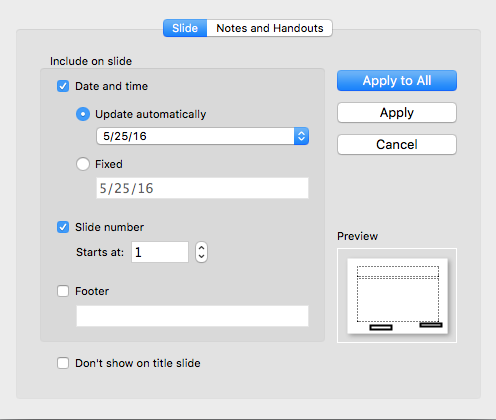 Slide Notes and Handouts
Include on slide
Date and time
Update automatically
5/25/16
Fixed
5/25/16
Slide number
Starts at: 1
Footer
Don't show on title slide
Apply to All
Apply
Cancel
Preview